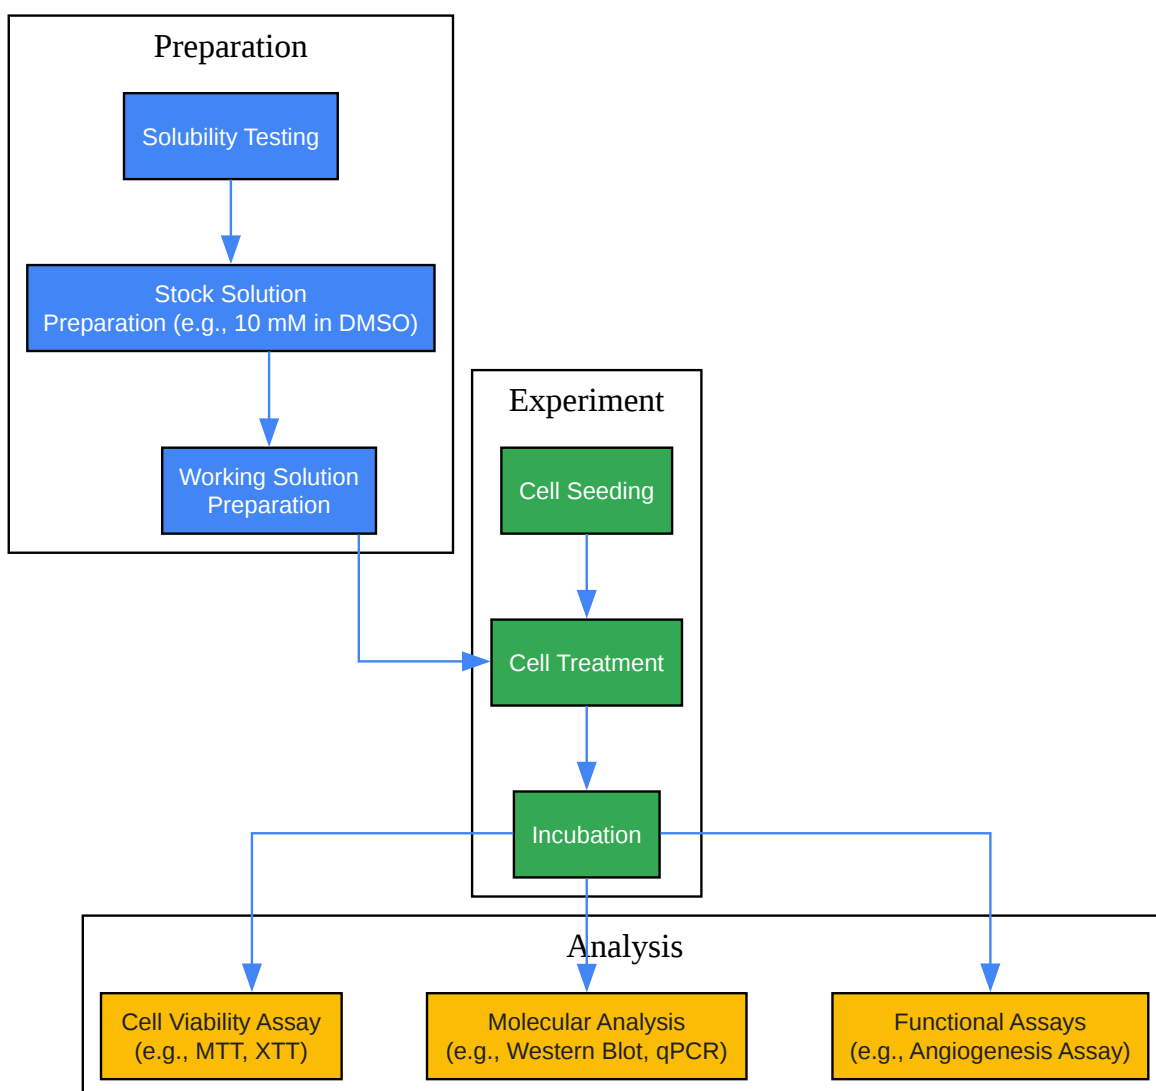 Preparation
Solubility Testing
Stock Solution
Preparation (e.g., 10 mM in DMSO)
Working Solution
Preparation
Experiment
Cell Seeding
Cell Treatment
Incubation
Analysis
Cell Viability Assay
(e.g., MTT, XTT)
Molecular Analysis
(e.g., Western Blot, qPCR)
Functional Assays
(e.g., Angiogenesis Assay)